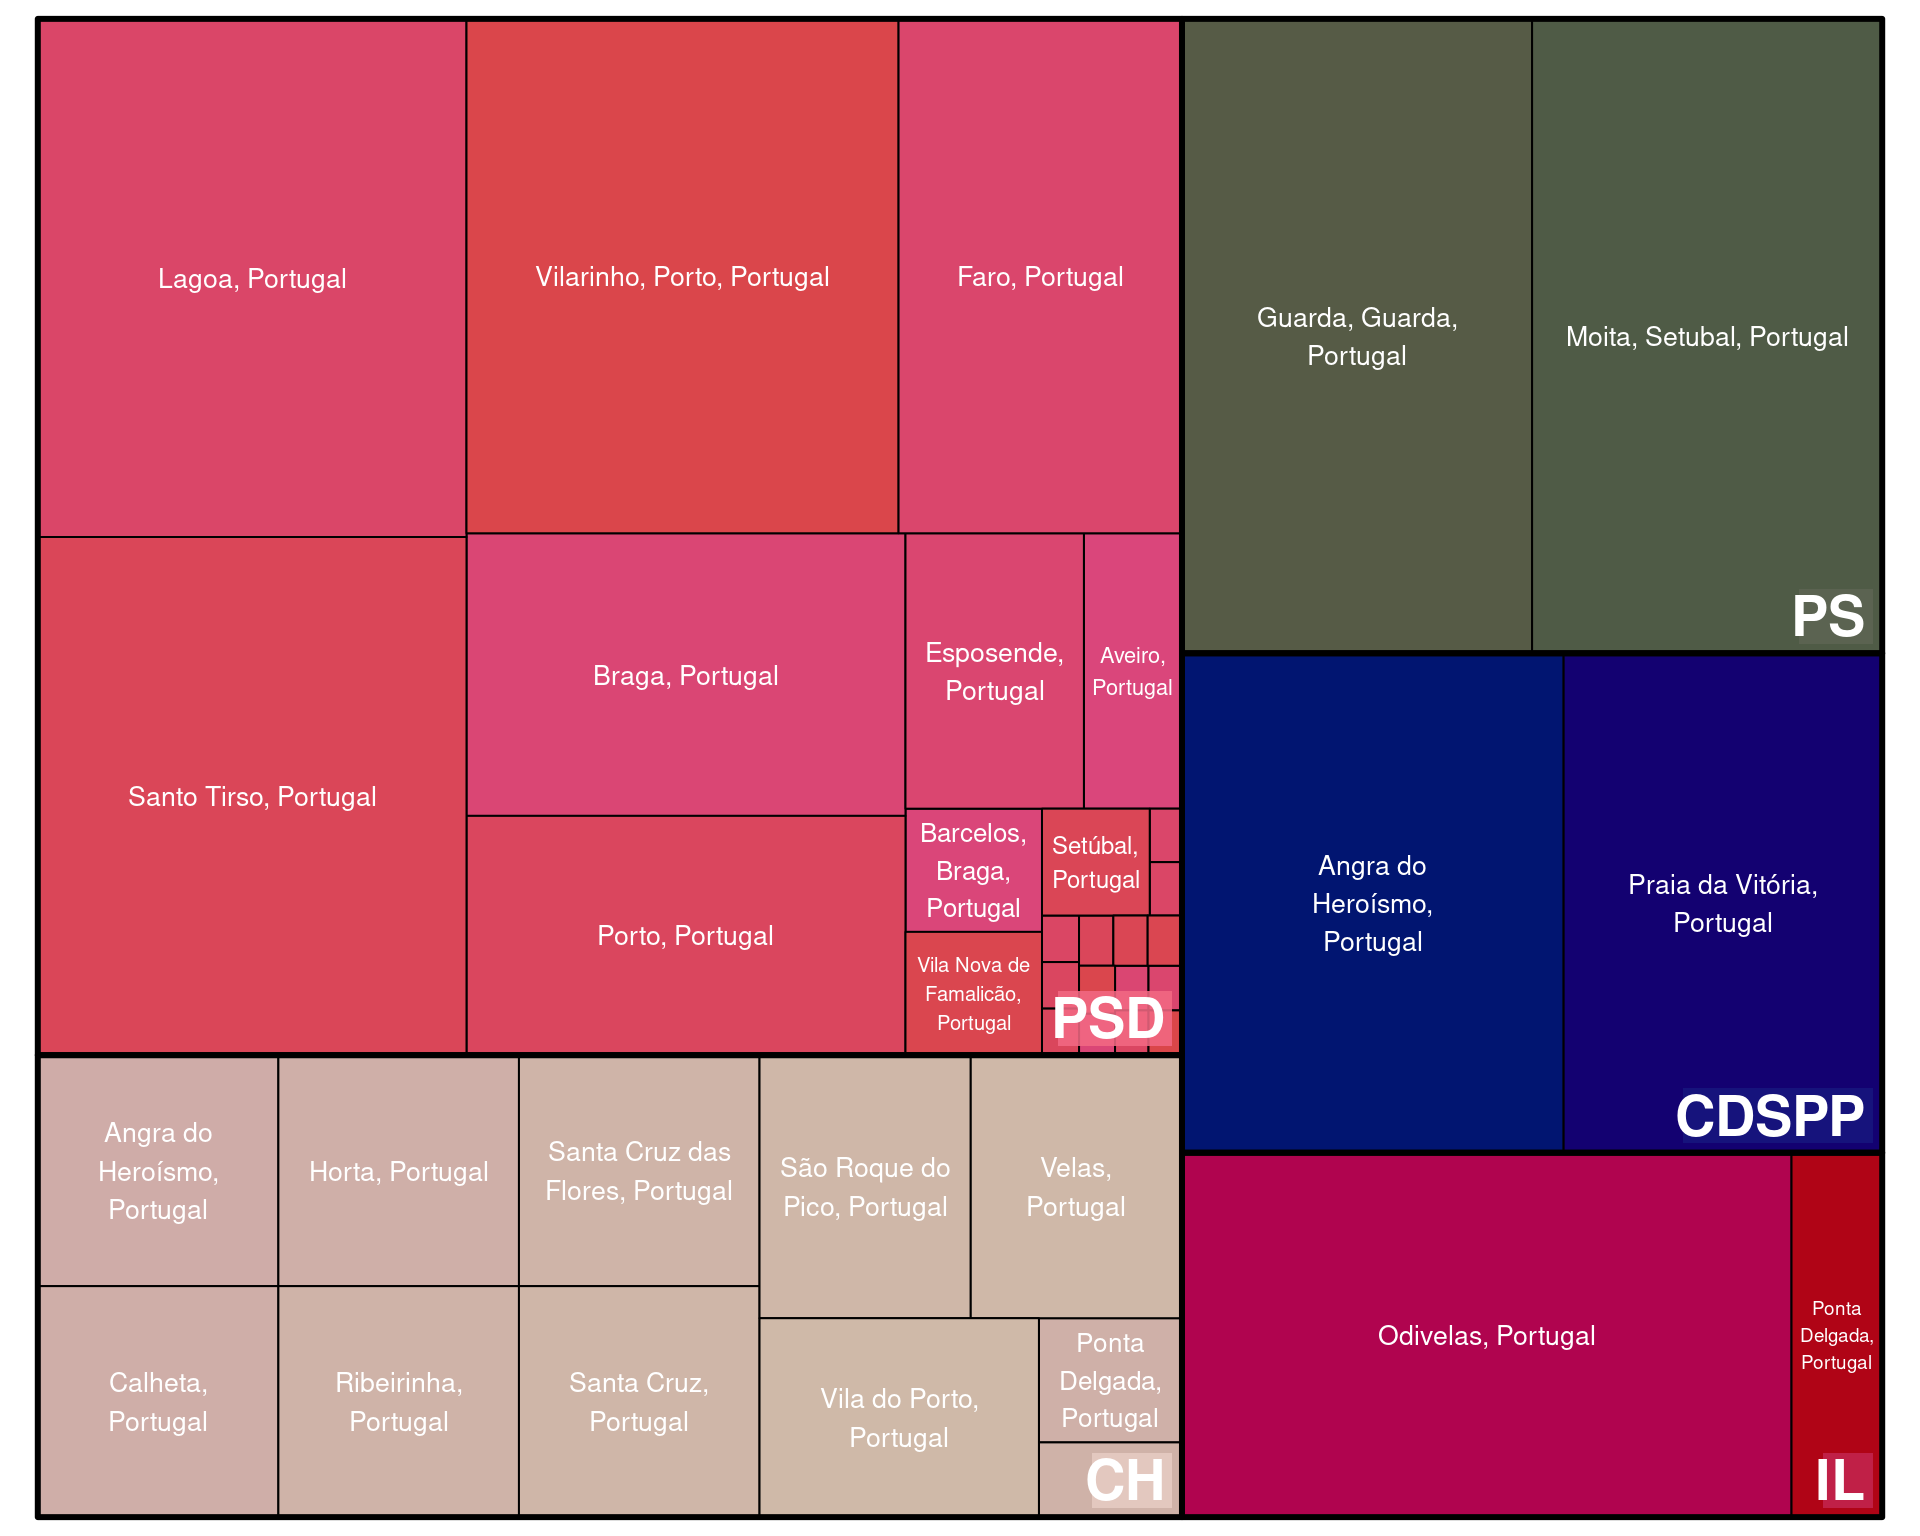 Lagoa, Portugal
Vilarinho, Porto, Portugal
Faro, Portugal
Santo Tirso, Portugal
Braga, Portugal
Porto, Portugal
Esposende,
Portugal
Aveiro,
Portugal
Barcelos,
Braga,
Portugal
Setúbal,
Portugal
Vila Nova de
Famalicão,
Portugal
PSD
Guarda, Guarda,
Portugal
Moita, Setubal, Portugal
PS
Angra do
Heroísmo,
Portugal
Praia da Vitória,
Portugal
CDSPP
Angra do
Heroísmo,
Portugal
Horta, Portugal
Santa Cruz das
Flores, Portugal
São Roque do
Pico, Portugal
Velas,
Portugal
Calheta,
Portugal
Ribeirinha,
Portugal
Santa Cruz,
Portugal
Vila do Porto,
Portugal
Ponta
Delgada,
Portugal
CH
Odivelas, Portugal
Ponta
Delgada,
Portugal
IL